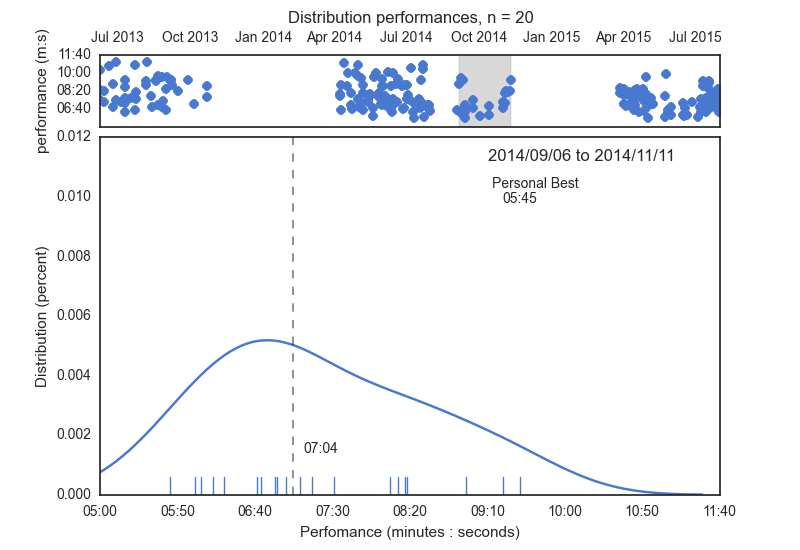 Distribution performances, n = 20
Jul 2013 Oct 2013 Jan 2014 Apr 2014 Jul 2014 Oct 2014 Jan 2015 Apr 2015 Jul 2015
performance (m:s)
11:40
10:00
08:20
06:40
0.012
0.010
0.008
0.006
0.004
0.002
0.000
Distribution (percent)
2014/09/06 to 2014/11/11
Personal Best
05:45
07:04
05:00 05:50 06:40 07:30 08:20 09:10 10:00 10:50 11:40
Perfomance (minutes : seconds)